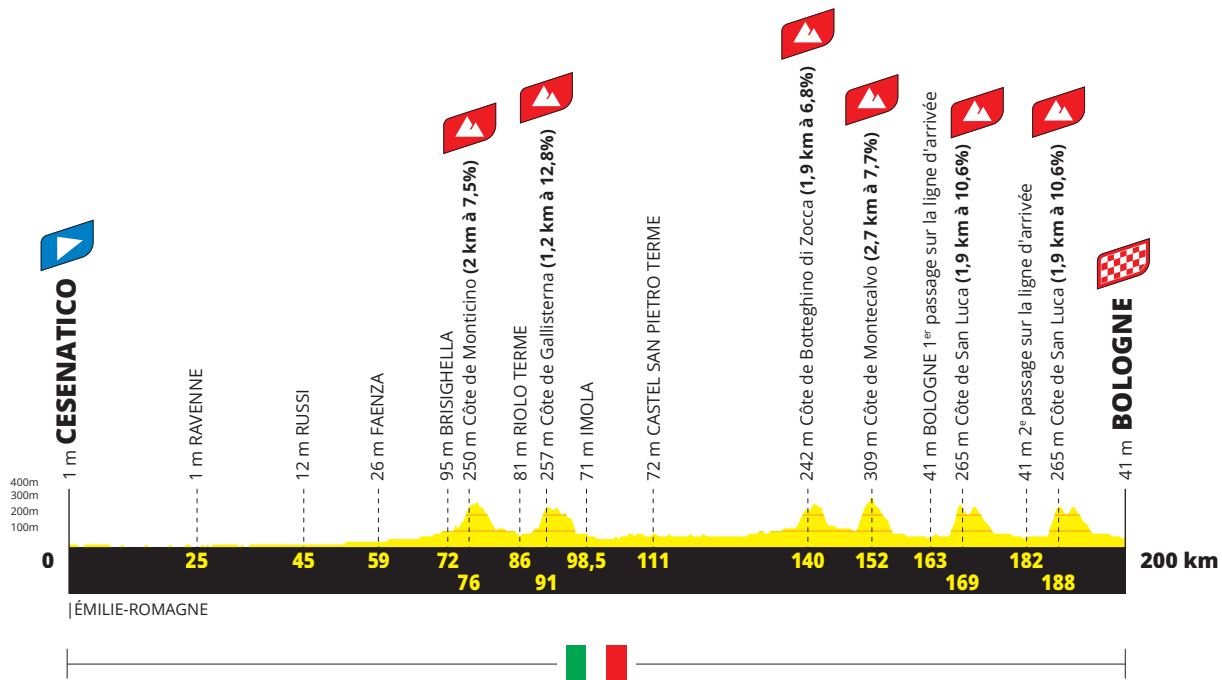 1 m CESENATICO
1 m RAVENNE
12 m RUSSI
26 m FAENZA
95 m BRISIGHELLA
250 m Côte de Monticino (2 km à 7,5%)
81 m RIOLO TERME
257 m Côte de Gallisterna (1,2 km à 12,8%)
71 m IMOLA
72 m CASTEL SAN PIETRO TERME
242 m Côte de Botteghino di Zocca (1,9 km à 6,8%)
309 m Côte de Montecalvo (2,7 km à 7,7%)
41 m BOLOGNE 1er passage sur la ligne d'arrivée
265 m Côte de San Luca (1,9 km à 10,6%)
41 m 2e passage sur la ligne d'arrivée
265 m Côte de San Luca (1,9 km à 10,6%)
41 m BOLOGNE
400m
300m
200m
100m
0 25 45 59 72 86 98,5 111 140 152 163 182 200 km
76 91 169 188
|ÉMILIE-ROMAGNE